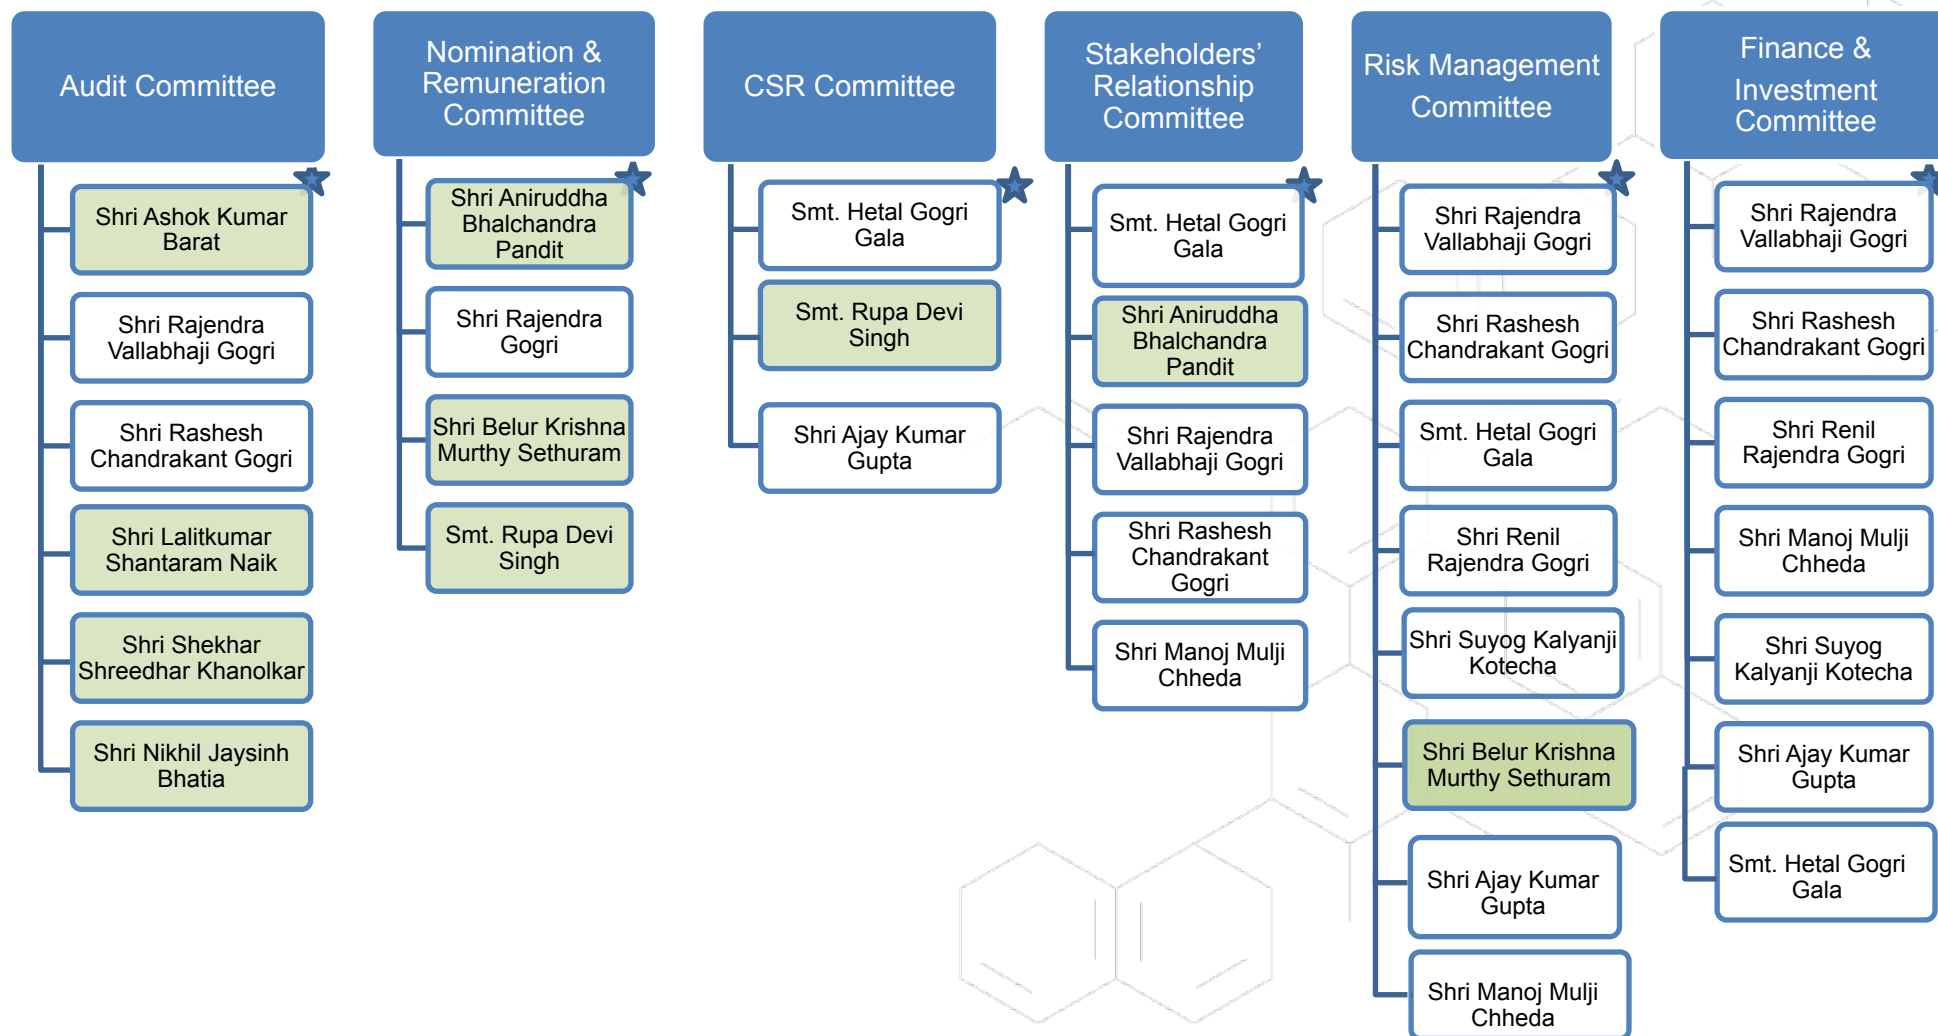 Audit Committee
Shri Ashok Kumar
Barat
Shri Rajendra
Vallabhaji Gogri
Shri Rashesh
Chandrakant Gogri
Shri Lalitkumar
Shantaram Naik
Shri Shekhar
Shreedhar Khanolkar
Shri Nikhil Jaysinh
Bhatia
Nomination &
Remuneration
Committee
Shri Aniruddha
Bhalchandra
Pandit
Shri Rajendra
Gogri
Shri Belur Krishna
Murthy Sethuram
Smt. Rupa Devi
Singh
CSR Committee
Smt. Hetal Gogri
Gala
Smt. Rupa Devi
Singh
Shri Ajay Kumar
Gupta
Stakeholders’
Relationship
Committee
Smt. Hetal Gogri
Gala
Shri Aniruddha
Bhalchandra
Pandit
Shri Rajendra
Vallabhaji Gogri
Shri Rashesh
Chandrakant
Gogri
Shri Manoj Mulji
Chheda
Risk Management
Committee
Shri Rajendra
Vallabhaji Gogri
Shri Rashesh
Chandrakant Gogri
Smt. Hetal Gogri
Gala
Shri Renil
Rajendra Gogri
Shri Suyog Kalyanji
Kotecha
Shri Belur Krishna
Murthy Sethuram
Shri Ajay Kumar
Gupta
Shri Manoj Mulji
Chheda
Finance &
Investment
Committee
Shri Rajendra
Vallabhaji Gogri
Shri Rashesh
Chandrakant Gogri
Shri Renil
Rajendra Gogri
Shri Manoj Mulji
Chheda
Shri Suyog
Kalyanji Kotecha
Shri Ajay Kumar
Gupta
Smt. Hetal Gogri
Gala